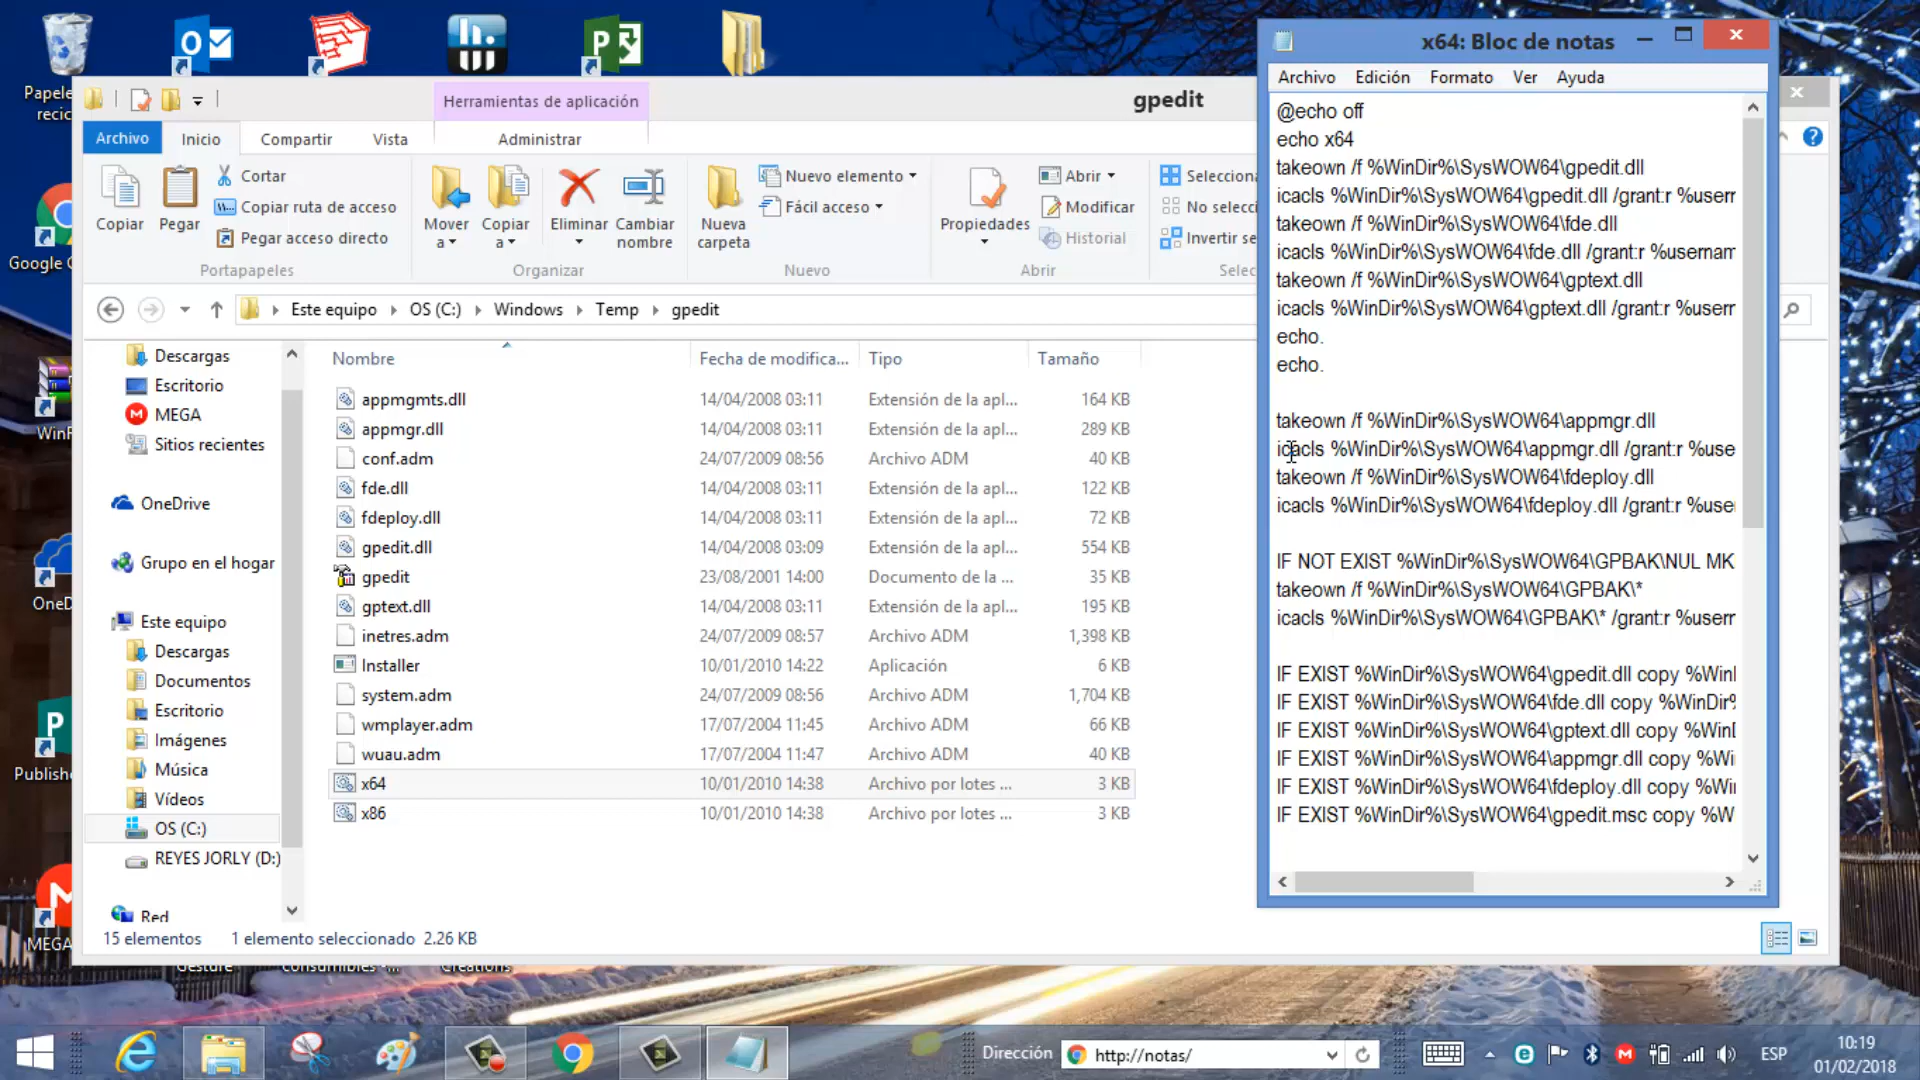 Papele
recic
Google C
WinF
OneD
Publishe
MEGA
gpedit
Herramientas de aplicación
Archivo
Inicio
Compartir
Vista
Administrar
Copiar
Pegar
Cortar
Copiar ruta de acceso
Pegar acceso directo
Portapapeles
Mover
a
Copiar
a
Eliminar
Cambiar
nombre
Organizar
Nueva
carpeta
Nuevo elemento
Fácil acceso
Nuevo
Propiedades
Abrir
Modificar
Historial
Abrir
Selecciona
No selecci
Invertir se
Selec
Este equipo
OS (C:)
Windows
Temp
gpedit
Descargas
Escritorio
MEGA
Sitios recientes
OneDrive
Grupo en el hogar
Este equipo
Descargas
Documentos
Escritorio
Imágenes
Música
Vídeos
OS (C:)
REYES JORLY (D:)
Red
Nombre Fecha de modifica... Tipo Tamaño
appmgmts.dll 14/04/2008 03:11 Extensión de la apl... 164 KB
appmgr.dll 14/04/2008 03:11 Extensión de la apl... 289 KB
conf.adm 24/07/2009 08:56 Archivo ADM 40 KB
fde.dll 14/04/2008 03:11 Extensión de la apl... 122 KB
fdeploy.dll 14/04/2008 03:11 Extensión de la apl... 72 KB
gpedit.dll 14/04/2008 03:09 Extensión de la apl... 554 KB
gpedit 23/08/2001 14:00 Documento de la ... 35 KB
gptext.dll 14/04/2008 03:11 Extensión de la apl... 195 KB
inetres.adm 24/07/2009 08:57 Archivo ADM 1,398 KB
Installer 10/01/2010 14:22 Aplicación 6 KB
system.adm 24/07/2009 08:56 Archivo ADM 1,704 KB
wmplayer.adm 17/07/2004 11:45 Archivo ADM 66 KB
wuau.adm 17/07/2004 11:47 Archivo ADM 40 KB
x64 10/01/2010 14:38 Archivo por lotes ... 3 KB
x86 10/01/2010 14:38 Archivo por lotes ... 3 KB
15 elementos 1 elemento seleccionado 2.26 KB
x64: Bloc de notas
Archivo Edición Formato Ver Ayuda
@echo off
echo x64
takeown /f %WinDir%\SysWOW64\gpedit.dll
icacls %WinDir%\SysWOW64\gpedit.dll /grant:r %usern
takeown /f %WinDir%\SysWOW64\fde.dll
icacls %WinDir%\SysWOW64\fde.dll /grant:r %usernam
takeown /f %WinDir%\SysWOW64\gptext.dll
icacls %WinDir%\SysWOW64\gptext.dll /grant:r %usern
echo.
echo.
takeown /f %WinDir%\SysWOW64\appmgr.dll
icacls %WinDir%\SysWOW64\appmgr.dll /grant:r %use
takeown /f %WinDir%\SysWOW64\fdeploy.dll
icacls %WinDir%\SysWOW64\fdeploy.dll /grant:r %use
IF NOT EXIST %WinDir%\SysWOW64\GPBAK\NUL MK
takeown /f %WinDir%\SysWOW64\GPBAK\*
icacls %WinDir%\SysWOW64\GPBAK\* /grant:r %usern
IF EXIST %WinDir%\SysWOW64\gpedit.dll copy %Win
IF EXIST %WinDir%\SysWOW64\fde.dll copy %WinDir%
IF EXIST %WinDir%\SysWOW64\gptext.dll copy %Win
IF EXIST %WinDir%\SysWOW64\appmgr.dll copy %Wi
IF EXIST %WinDir%\SysWOW64\fdeploy.dll copy %Wi
IF EXIST %WinDir%\SysWOW64\gpedit.msc copy %W
Dirección
http://notas/
ESP
10:19
01/02/2018